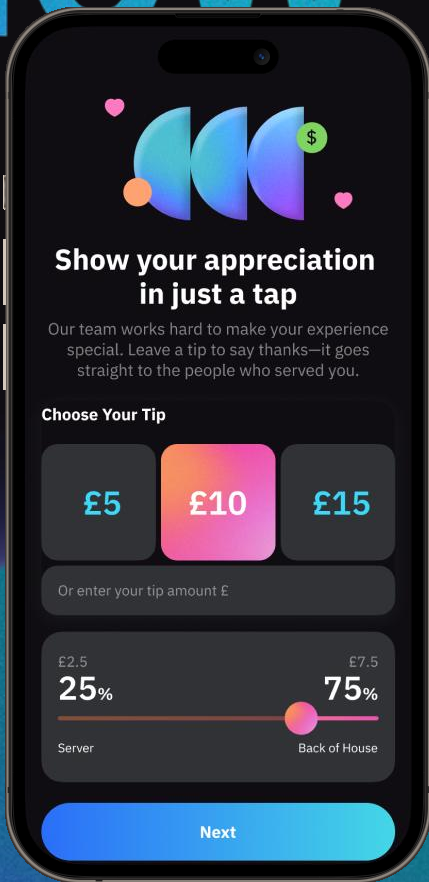 $
Show your appreciation
in just a tap
Our team works hard to make your experience
special. Leave a tip to say thanks—it goes
straight to the people who served you.
Choose Your Tip
£5 £10 £15
Or enter your tip amount £
£2.5 £7.5
25% 75%
Server Back of House
Next